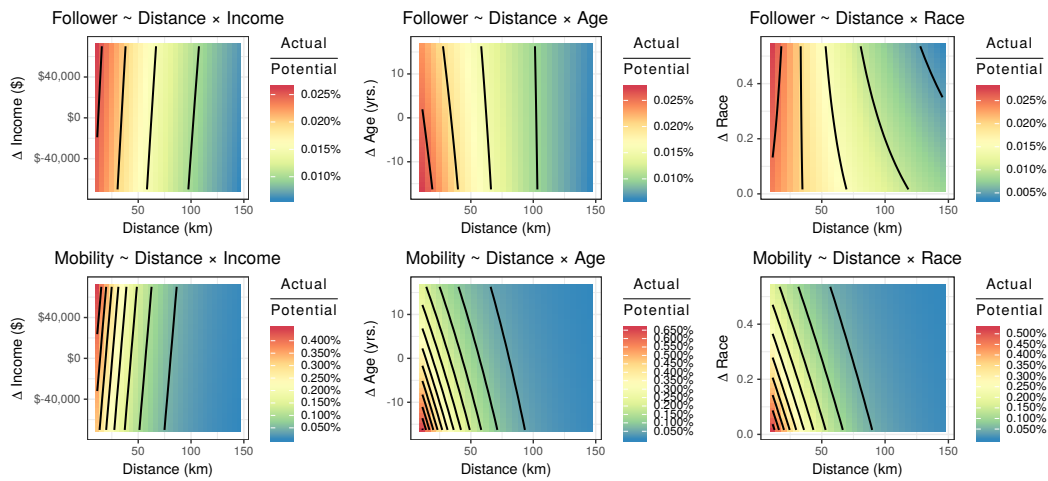 Follower ~ Distance × Income
Δ Income ($)
$40,000
$0
$-40,000
50
100
150
Distance (km)
Actual
Potential
0.025%
0.020%
0.015%
0.010%
Follower ~ Distance × Age
Δ Age (yrs.)
10
0
-10
50
100
150
Distance (km)
Actual
Potential
0.025%
0.020%
0.015%
0.010%
Follower ~ Distance × Race
Δ Race
0.4
0.2
0.0
50
100
150
Distance (km)
Actual
Potential
0.025%
0.020%
0.015%
0.010%
0.005%
Mobility ~ Distance × Income
Δ Income ($)
$40,000
$0
$-40,000
50
100
150
Distance (km)
Actual
Potential
0.400%
0.350%
0.300%
0.250%
0.200%
0.150%
0.100%
0.050%
Mobility ~ Distance × Age
Δ Age (yrs.)
10
0
-10
50
100
150
Distance (km)
Actual
Potential
0.650%
0.600%
0.550%
0.500%
0.450%
0.400%
0.350%
0.300%
0.250%
0.200%
0.150%
0.100%
0.050%
Mobility ~ Distance × Race
Δ Race
0.4
0.2
0.0
50
100
150
Distance (km)
Actual
Potential
0.500%
0.450%
0.400%
0.350%
0.300%
0.250%
0.200%
0.150%
0.100%
0.050%